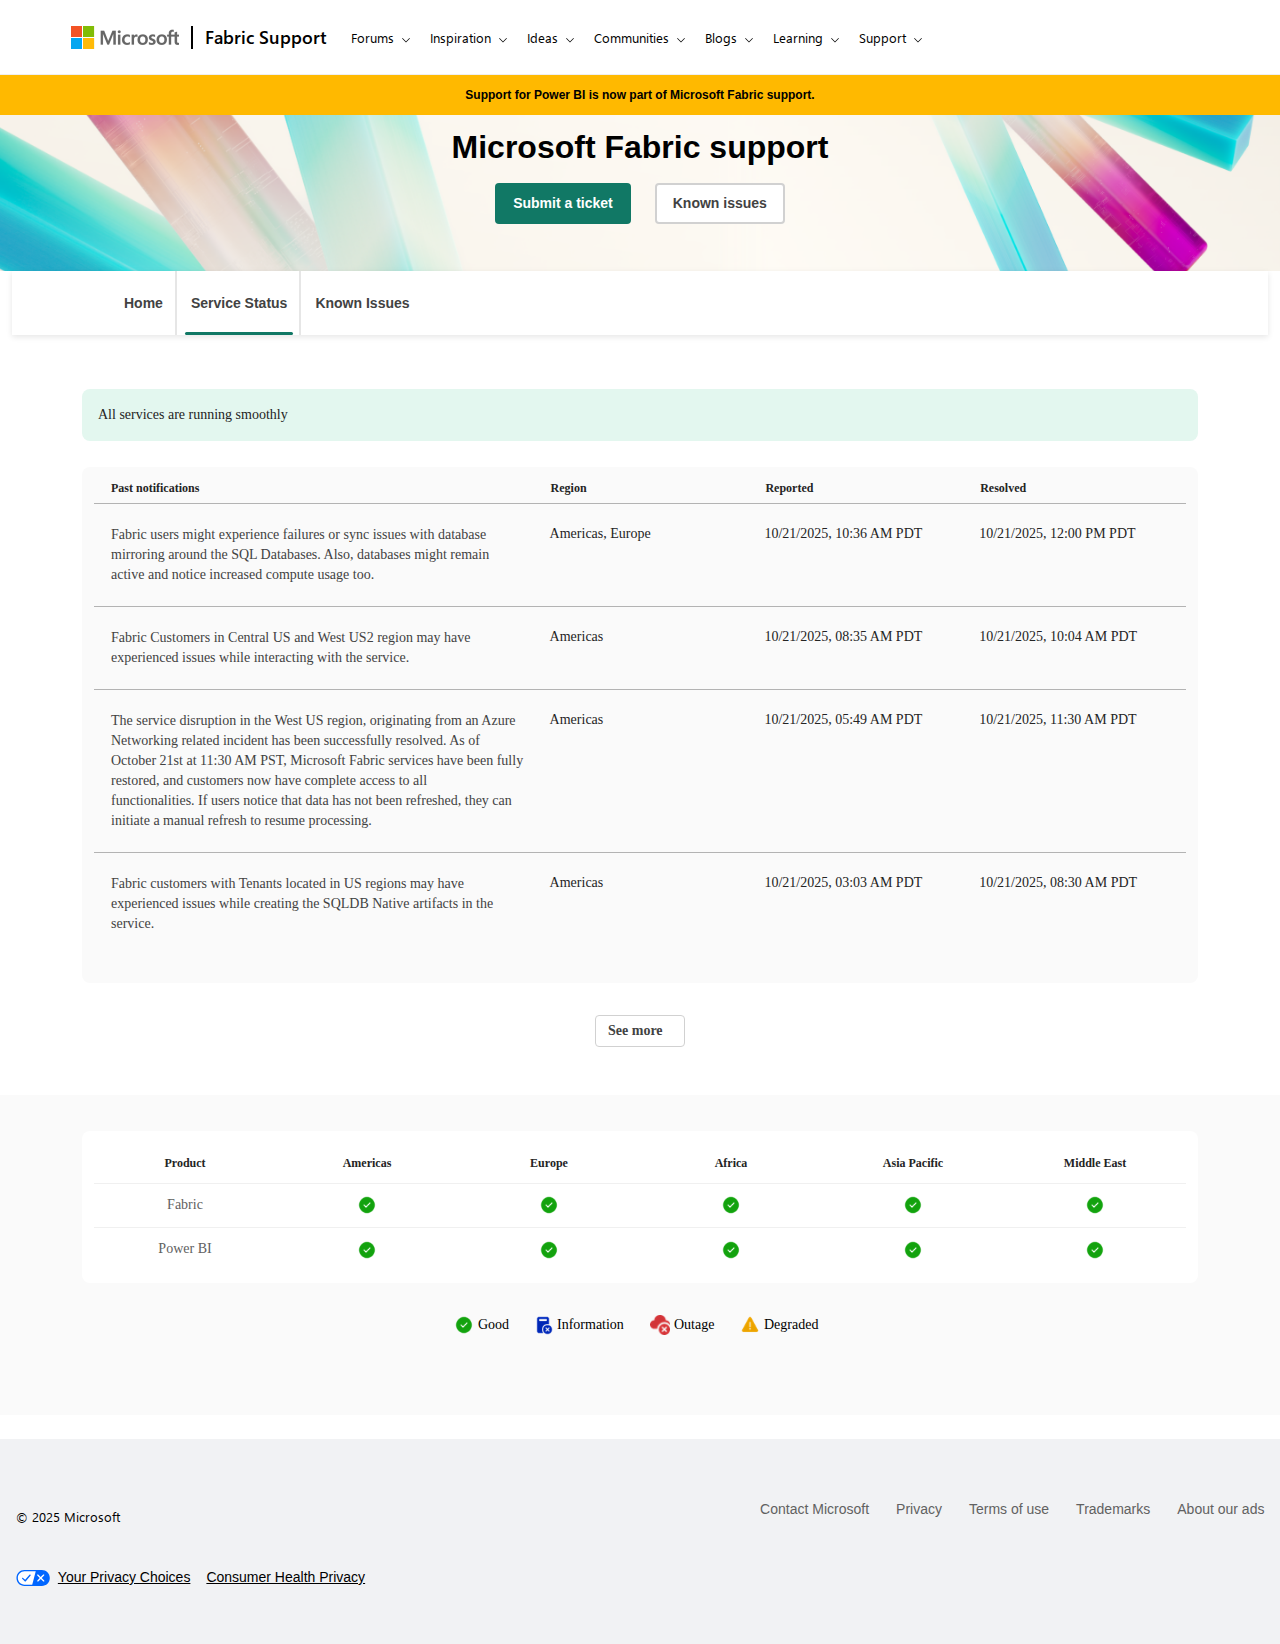 Microsoft Fabric Support Forums Inspiration Ideas Communities Blogs Learning Support
Support for Power BI is now part of Microsoft Fabric support.
Microsoft Fabric support
Submit a ticket Known issues
Home Service Status Known Issues
All services are running smoothly
Past notifications Region Reported Resolved
Fabric users might experience failures or sync issues with database Americas, Europe 10/21/2025, 10:36 AM PDT 10/21/2025, 12:00 PM PDT
mirroring around the SQL Databases. Also, databases might remain
active and notice increased compute usage too.
Fabric Customers in Central US and West US2 region may have Americas 10/21/2025, 08:35 AM PDT 10/21/2025, 10:04 AM PDT
experienced issues while interacting with the service.
The service disruption in the West US region, originating from an Azure Americas 10/21/2025, 05:49 AM PDT 10/21/2025, 11:30 AM PDT
Networking related incident has been successfully resolved. As of
October 21st at 11:30 AM PST, Microsoft Fabric services have been fully
restored, and customers now have complete access to all
functionalities. If users notice that data has not been refreshed, they can
initiate a manual refresh to resume processing.
Fabric customers with Tenants located in US regions may have Americas 10/21/2025, 03:03 AM PDT 10/21/2025, 08:30 AM PDT
experienced issues while creating the SQLDB Native artifacts in the
service.
See more
Product Americas Europe Africa Asia Pacific Middle East
Fabric
Power BI
Good Information Outage Degraded
Contact Microsoft Privacy Terms of use Trademarks About our ads
© 2025 Microsoft
Your Privacy Choices Consumer Health Privacy